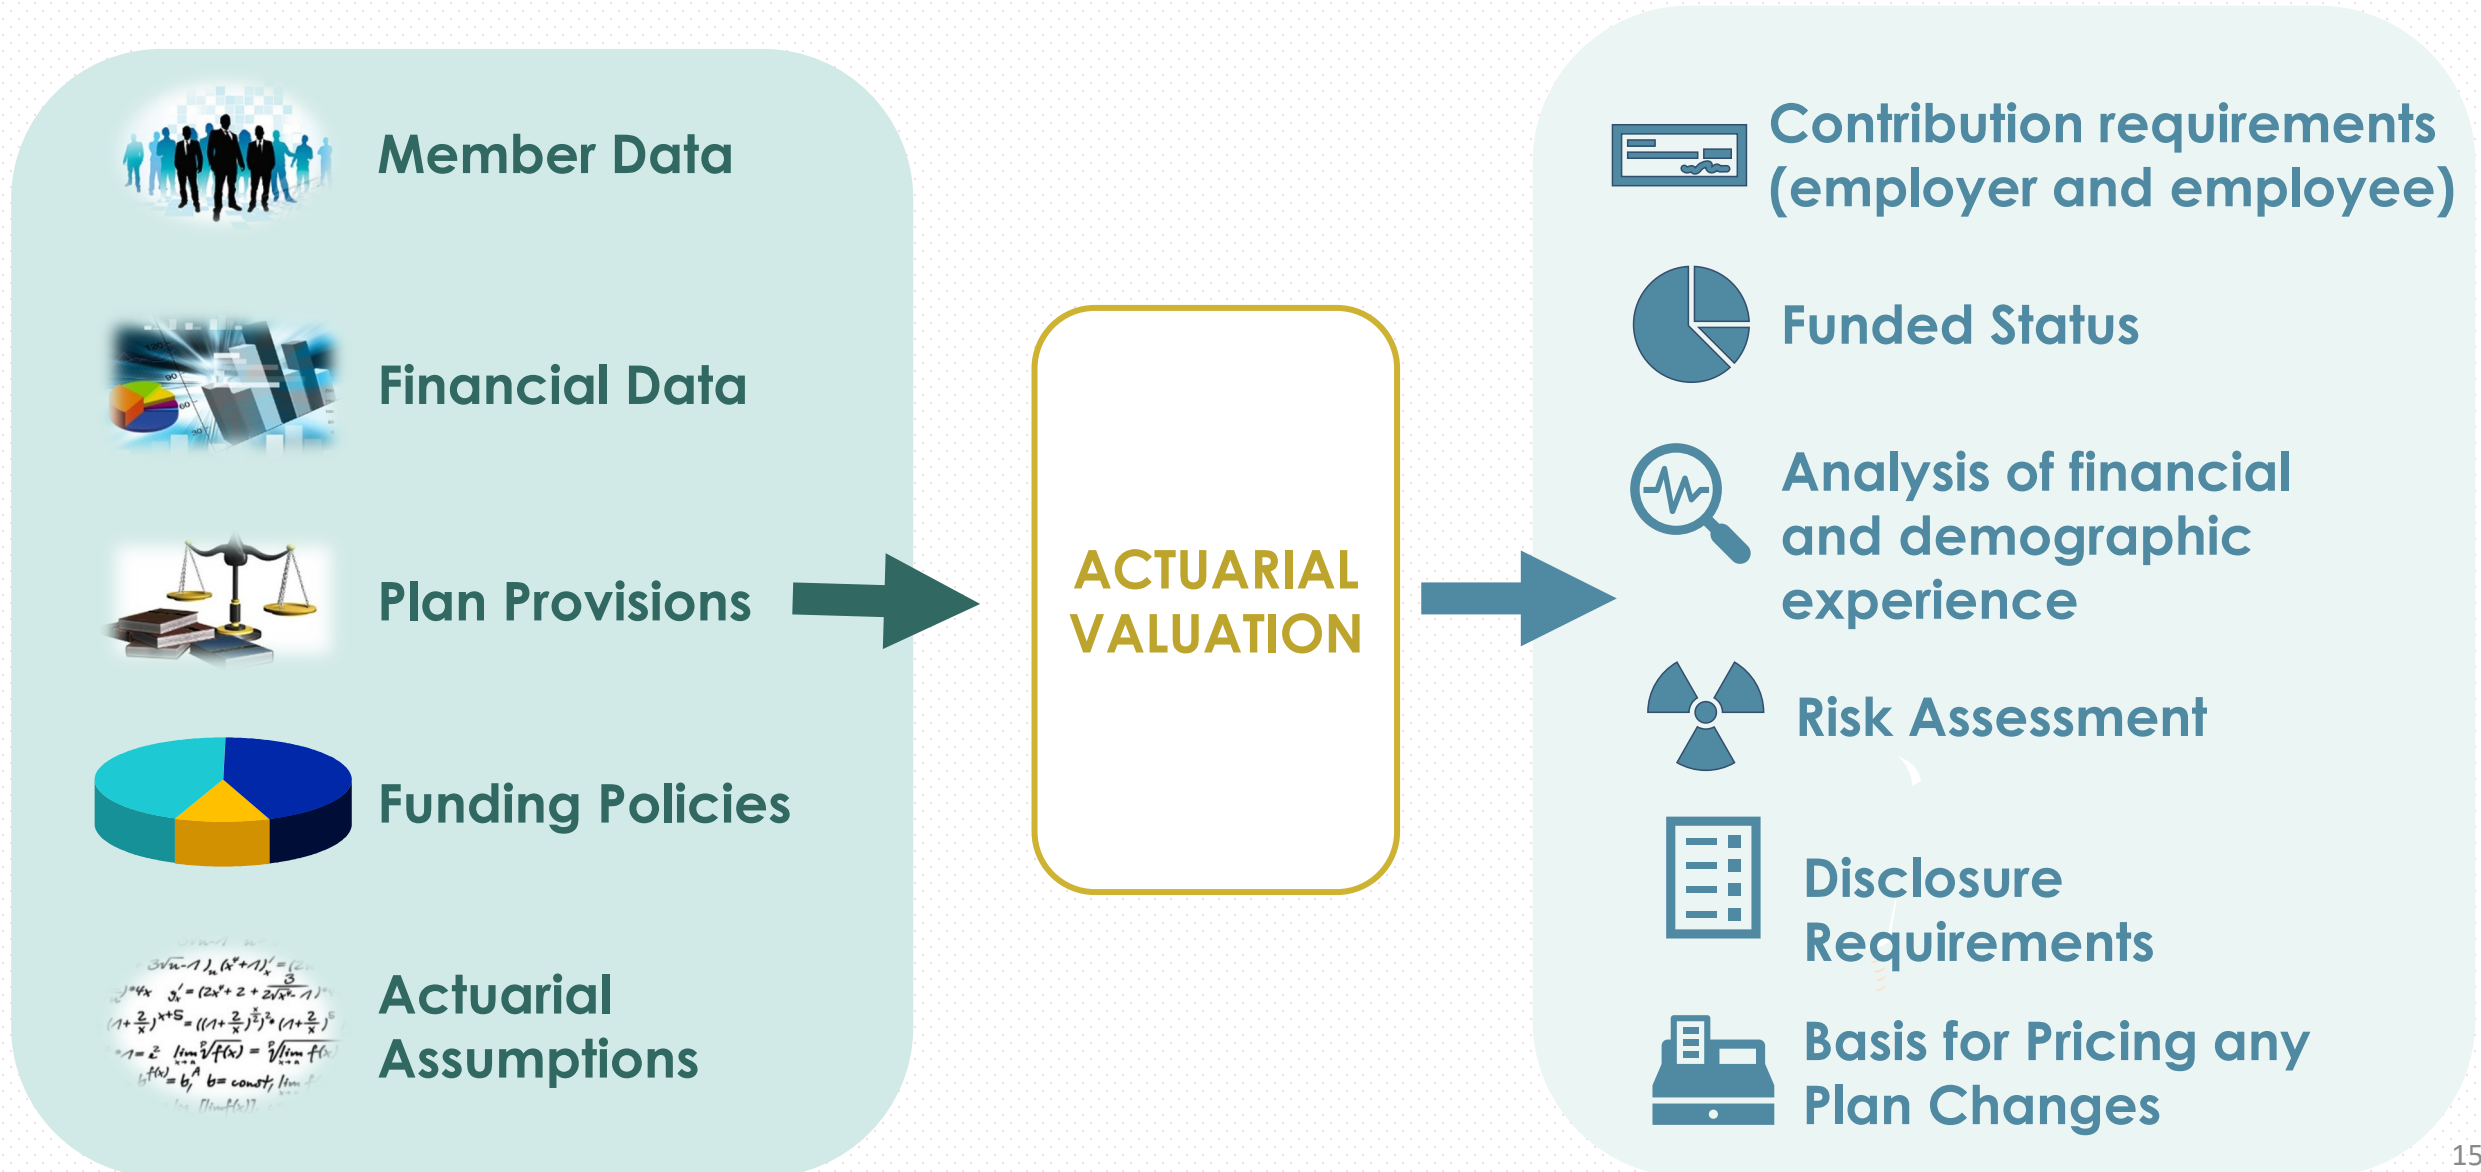 Member Data
Financial Data
Plan Provisions
Funding Policies
Actuarial
Assumptions
ACTUARIAL
VALUATION
Contribution requirements
(employer and employee)
Funded Status
Analysis of financial
and demographic
experience
Risk Assessment
Disclosure
Requirements
Basis for Pricing any
Plan Changes
15